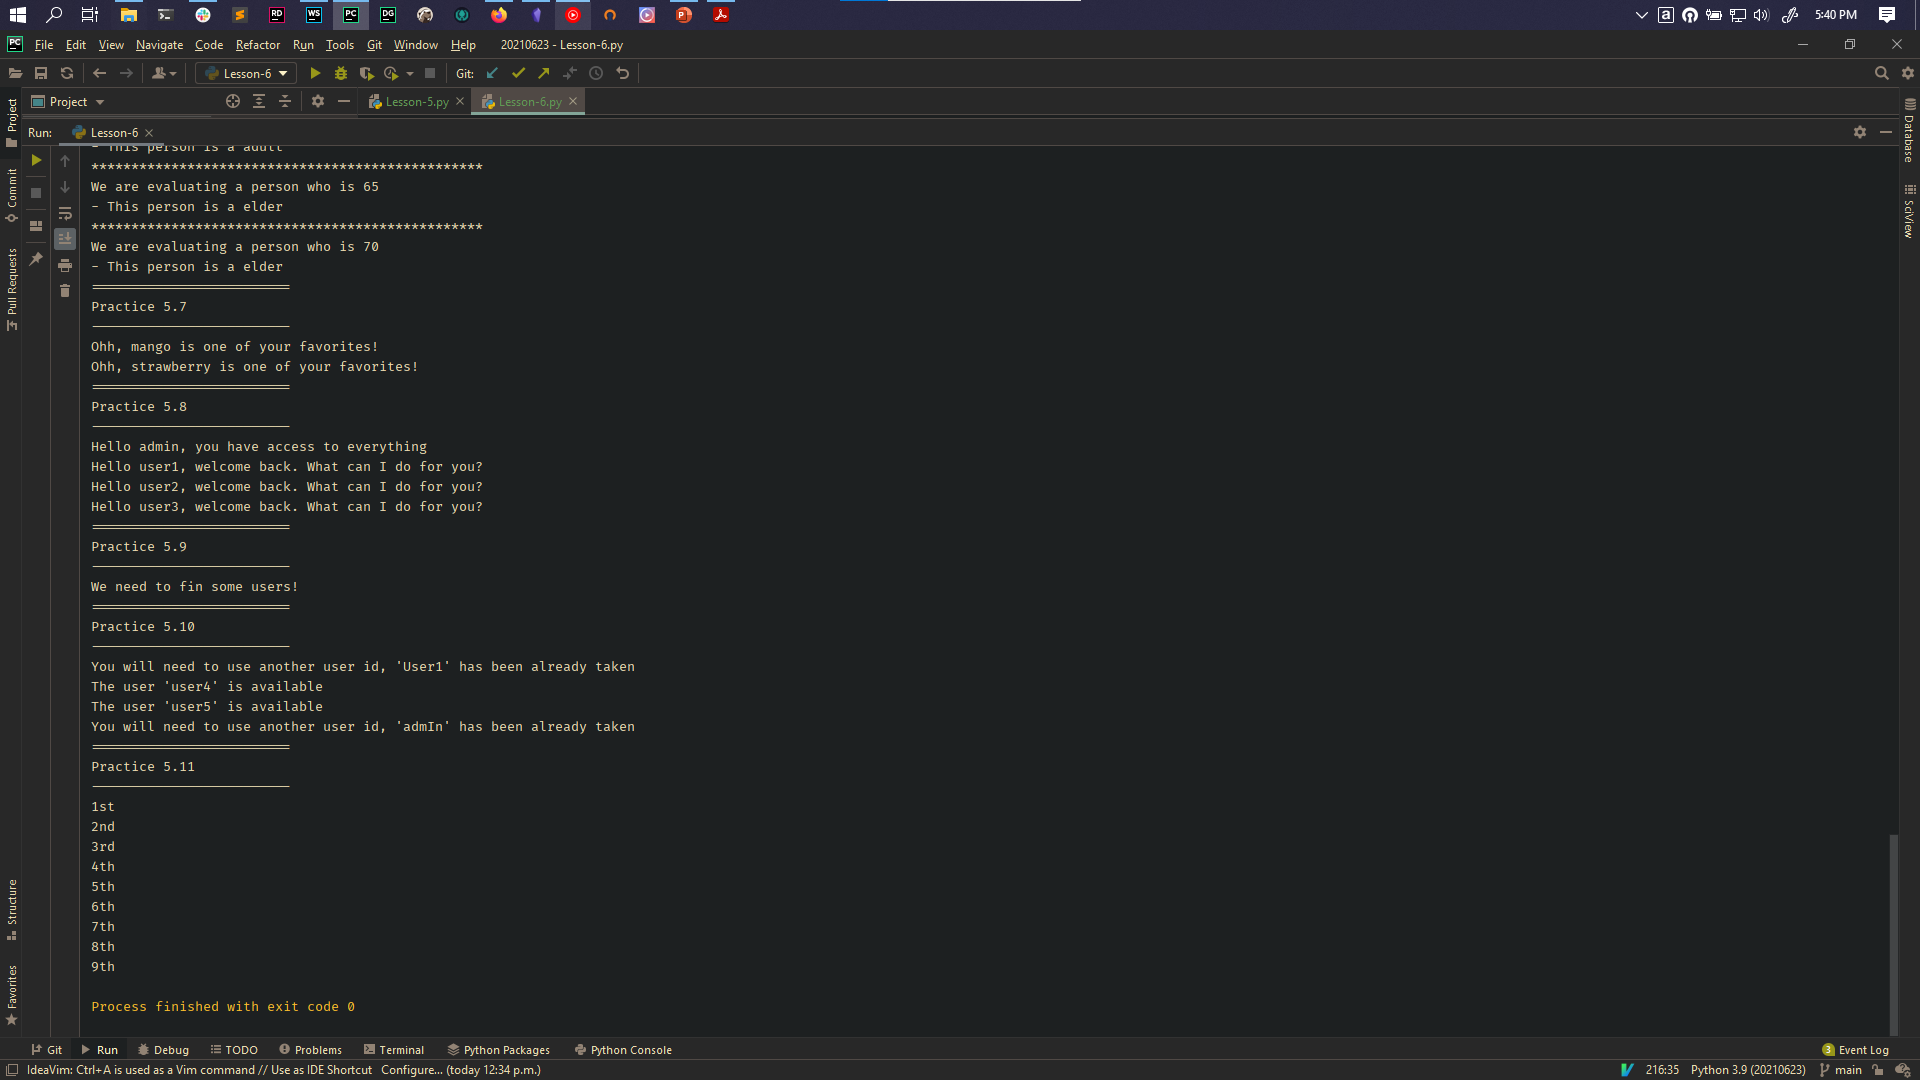 RD WS PC DG
a 5:40 PM
PC File Edit View Navigate Code Refactor Run Tools Git Window Help 20210623 - Lesson-6.py
Lesson-6 Git:
Project Lesson-5.py Lesson-6.py
Run: Lesson-6
Project
Commit
Pull Requests
Structure
Favorites
Database
SciView
- This person is a adult
*************************************************
We are evaluating a person who is 65
- This person is a elder
*************************************************
We are evaluating a person who is 70
- This person is a elder
=========================
Practice 5.7
-------------------------
Ohh, mango is one of your favorites!
Ohh, strawberry is one of your favorites!
=========================
Practice 5.8
-------------------------
Hello admin, you have access to everything
Hello user1, welcome back. What can I do for you?
Hello user2, welcome back. What can I do for you?
Hello user3, welcome back. What can I do for you?
=========================
Practice 5.9
-------------------------
We need to fin some users!
=========================
Practice 5.10
-------------------------
You will need to use another user id, 'User1' has been already taken
The user 'user4' is available
The user 'user5' is available
You will need to use another user id, 'admIn' has been already taken
=========================
Practice 5.11
-------------------------
1st
2nd
3rd
4th
5th
6th
7th
8th
9th
Process finished with exit code 0
Git Run Debug TODO Problems Terminal Python Packages Python Console 3 Event Log
IdeaVim: Ctrl+A is used as a Vim command // Use as IDE Shortcut Configure... (today 12:34 p.m.) 216:35 Python 3.9 (20210623) main